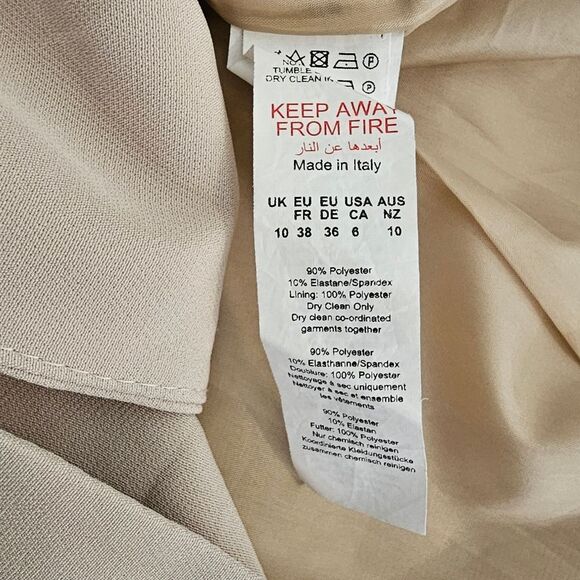 TUMBLE
DRY CLEAN
KEEP AWAY
FROM FIRE
أبعدها عن النار
Made in Italy
UK EU EU USA AUS
FR DE CA NZ
10 38 36 6 10
90% Polyester
10% Elastane/Spandex
Lining: 100% Polyester
Dry Clean Only
Dry clean co-ordinated
garments together
90% Polyester
10% Elasthanne/Spandex
Doublure: 100% Polyester
Nettoyage à sec uniquement
Nettoyer à sec et ensemble
les vêtements
90% Polyester
10% Elastan
Futter: 100% Polyester
Nur chemisch reinigen
Koordinierte Kleidungsstücke
zusammen chemisch reinigen